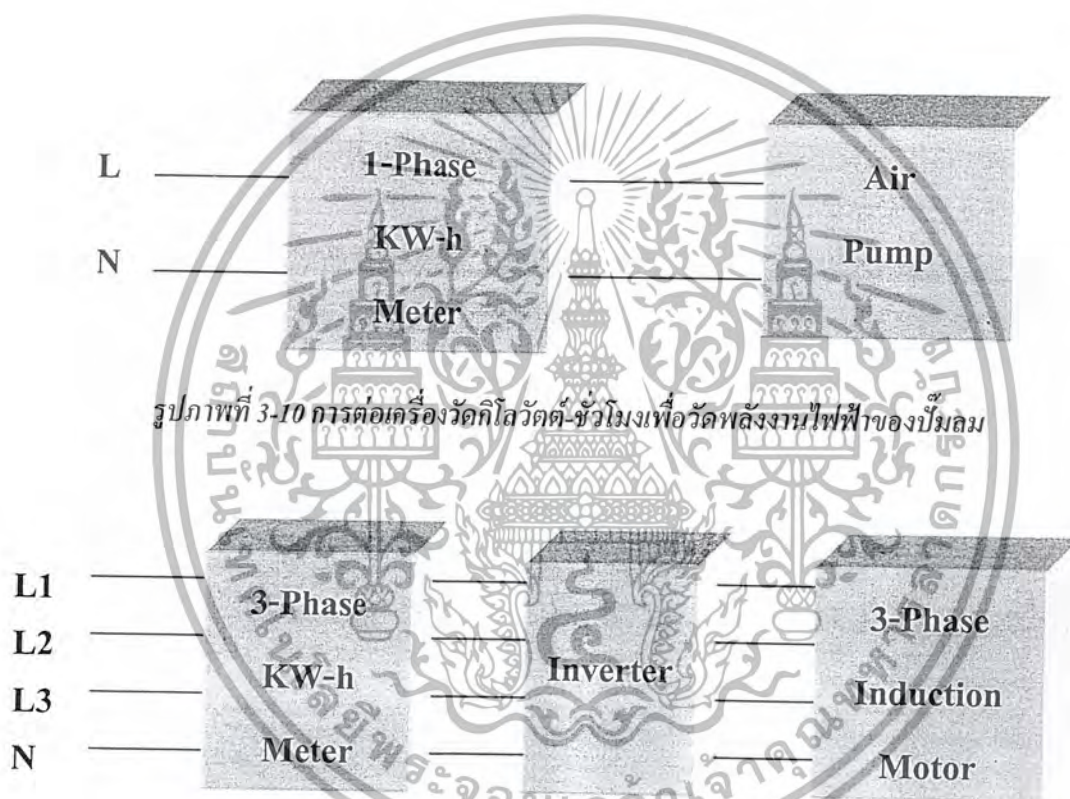 L
1-Phase
KW-h
Meter
N
Air
Pump
รูปภาพที่ 3-10 การต่อเครื่องวัดกิโลวัตต์-ชั่วโมงเพื่อวัดพลังงานไฟฟ้าของปั๊มลม
L1
L2
L3
N
3-Phase
KW-h
Meter
Inverter
3-Phase
Induction
Motor